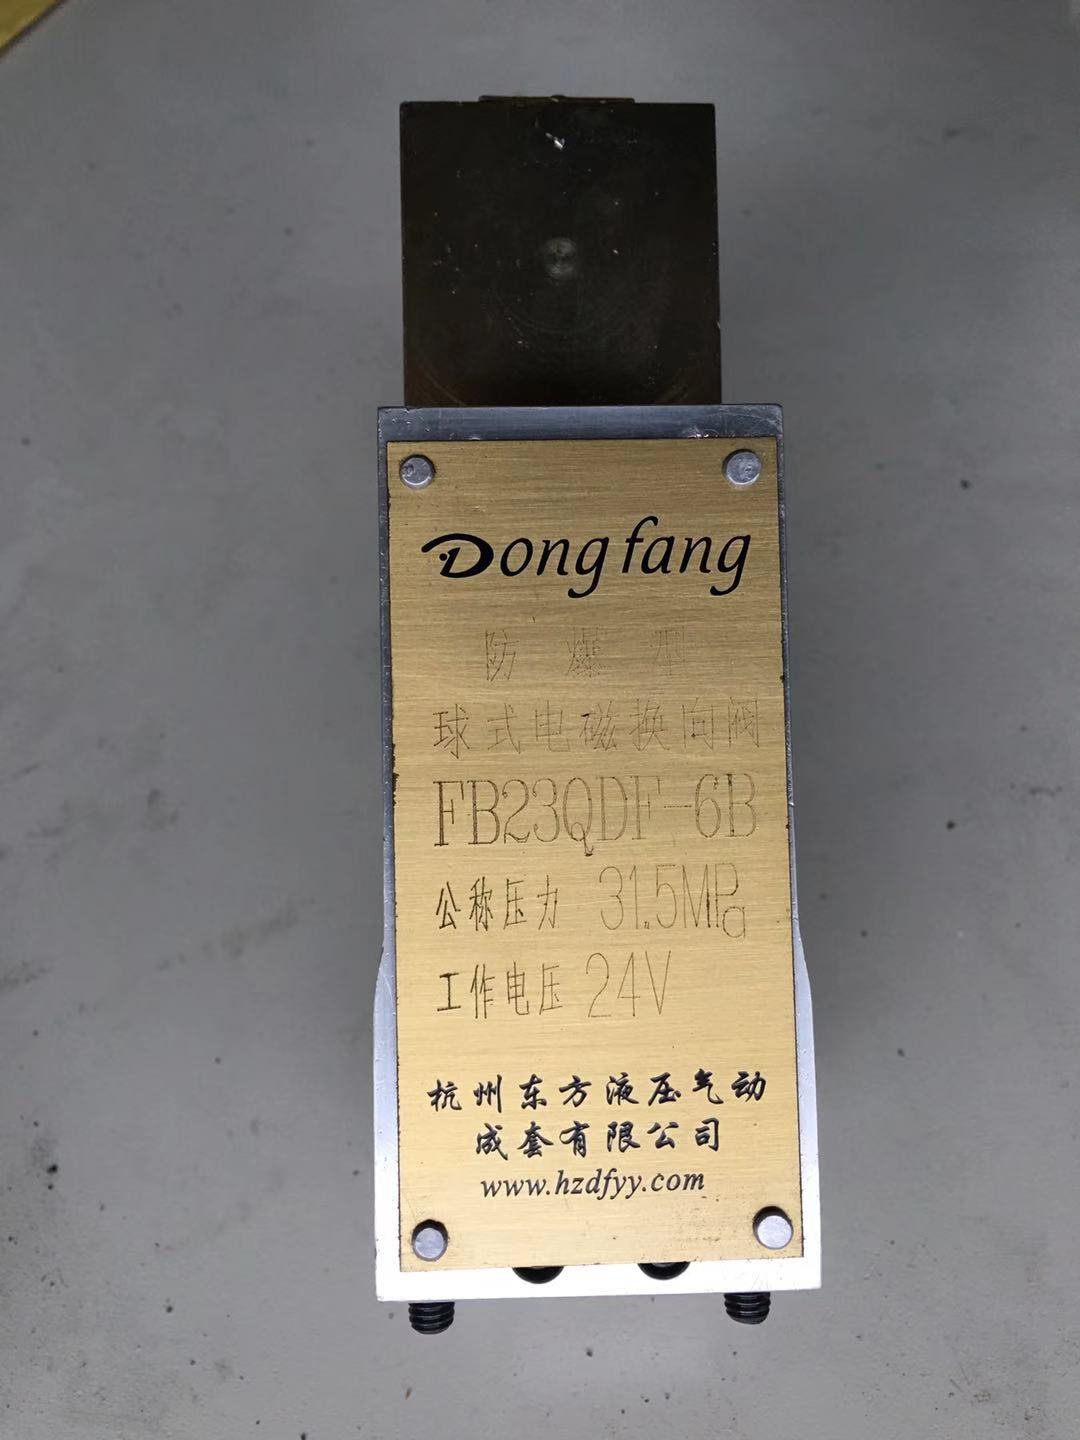 Dongfang
防爆型
球式电磁换向阀
FB23QDF-6B
公称压力 31.5MPa
工作电压 24V
杭州东方液压气动
成套有限公司
www.hzdfyy.com